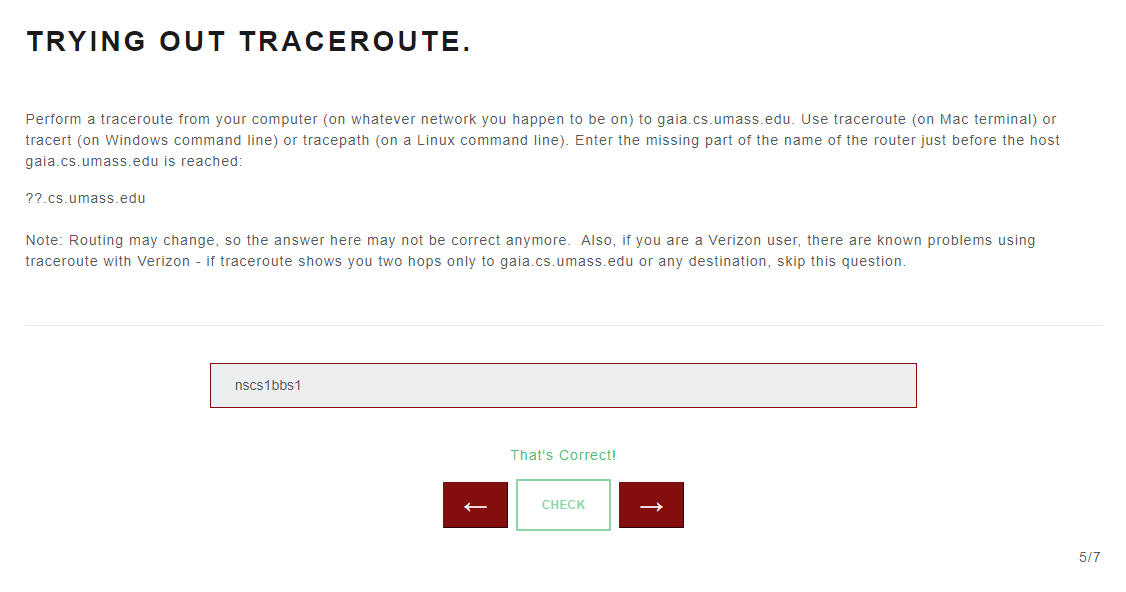 TRYING OUT TRACEROUTE.
Perform a traceroute from your computer (on whatever network you happen to be on) to gaia.cs.umass.edu. Use traceroute (on Mac terminal) or
tracert (on Windows command line) or tracepath (on a Linux command line). Enter the missing part of the name of the router just before the host
gaia.cs.umass.edu is reached:
??.cs.umass.edu
Note: Routing may change, so the answer here may not be correct anymore.  Also, if you are a Verizon user, there are known problems using
traceroute with Verizon - if traceroute shows you two hops only to gaia.cs.umass.edu or any destination, skip this question.
nscs1bbs1
That's Correct!
← CHECK →
5/7